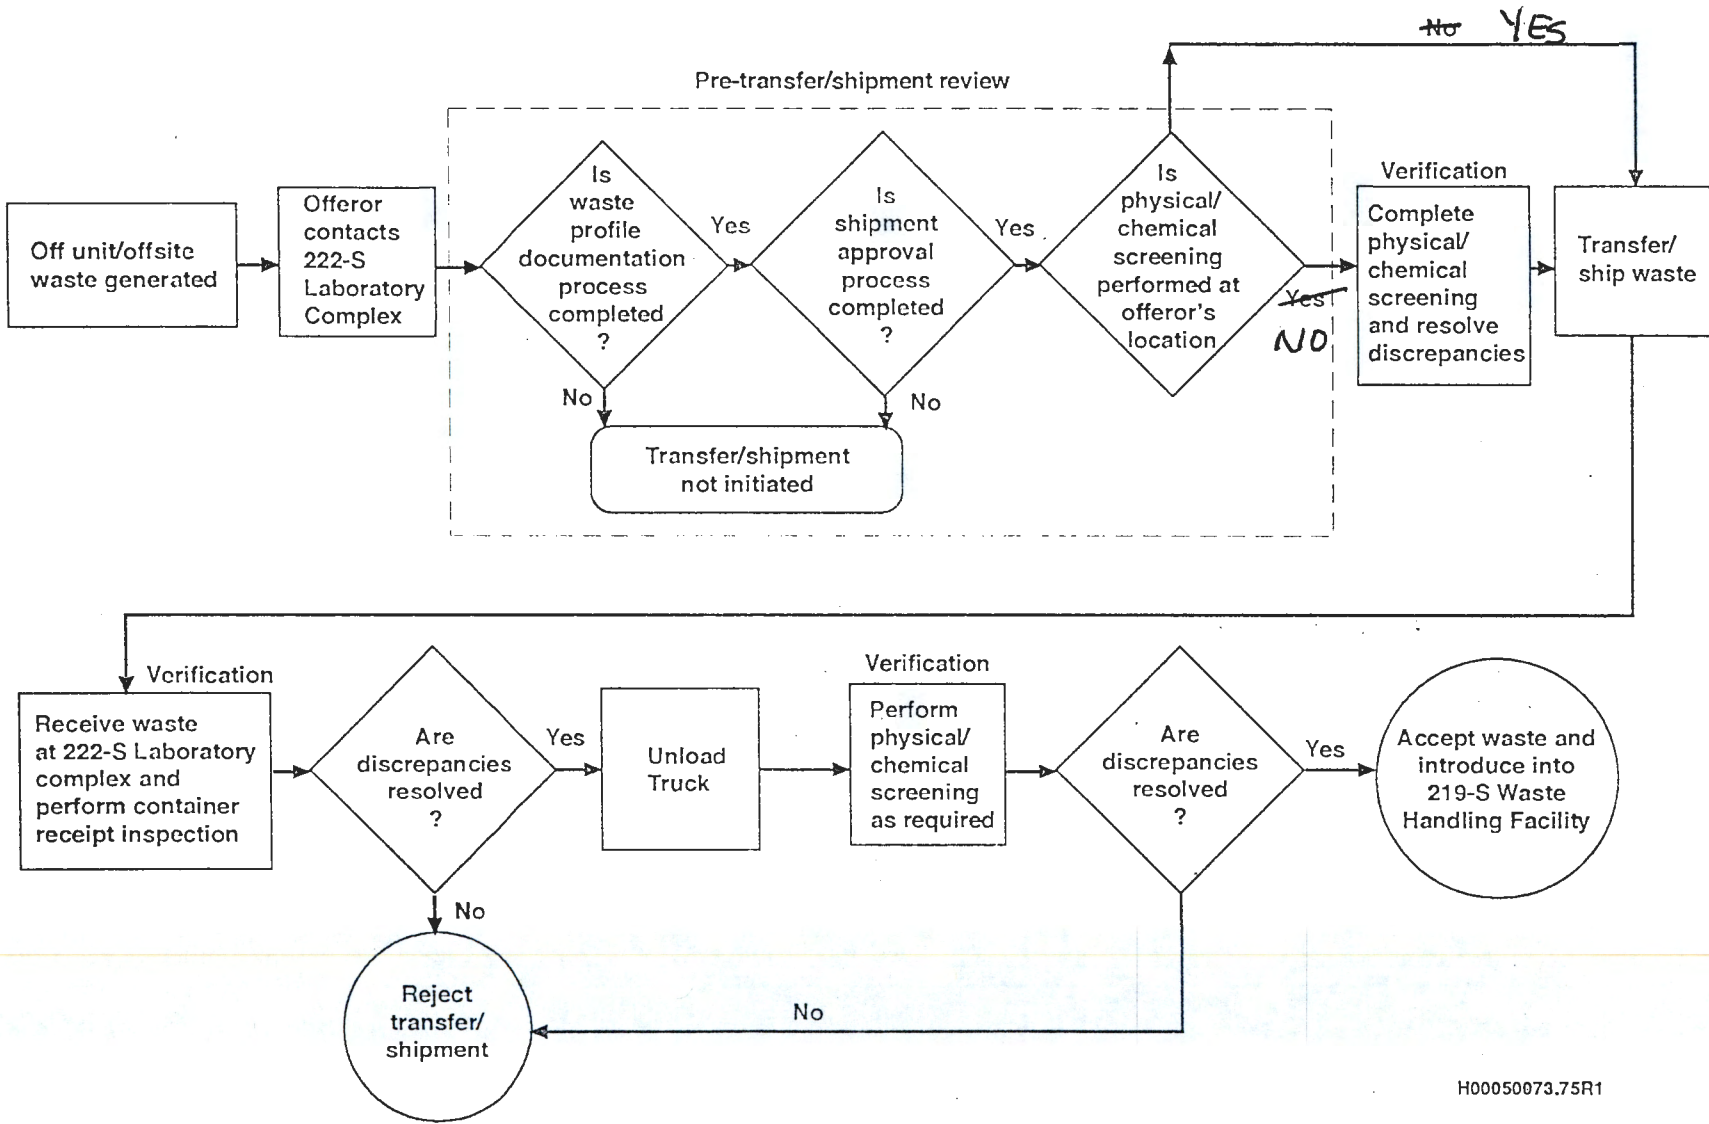 No YES
Pre-transfer/shipment review
Off unit/offsite
waste generated
Offeror
contacts
222-S
Laboratory
Complex
Is
waste
profile
documentation
process
completed
?
Yes
No
Is
shipment
approval
process
completed
?
Yes
No
Transfer/shipment
not initiated
Is
physical/
chemical
screening
performed at
offeror's
location
Yes
NO
Verification
Complete
physical/
chemical
screening
and resolve
discrepancies
Transfer/
ship waste
Verification
Receive waste
at 222-S Laboratory
complex and
perform container
receipt inspection
Are
discrepancies
resolved
?
Yes
No
Unload
Truck
Verification
Perform
physical/
chemical
screening
as required
Are
discrepancies
resolved
?
Yes
Accept waste and
introduce into
219-S Waste
Handling Facility
No
Reject
transfer/
shipment
H00050073.75R1